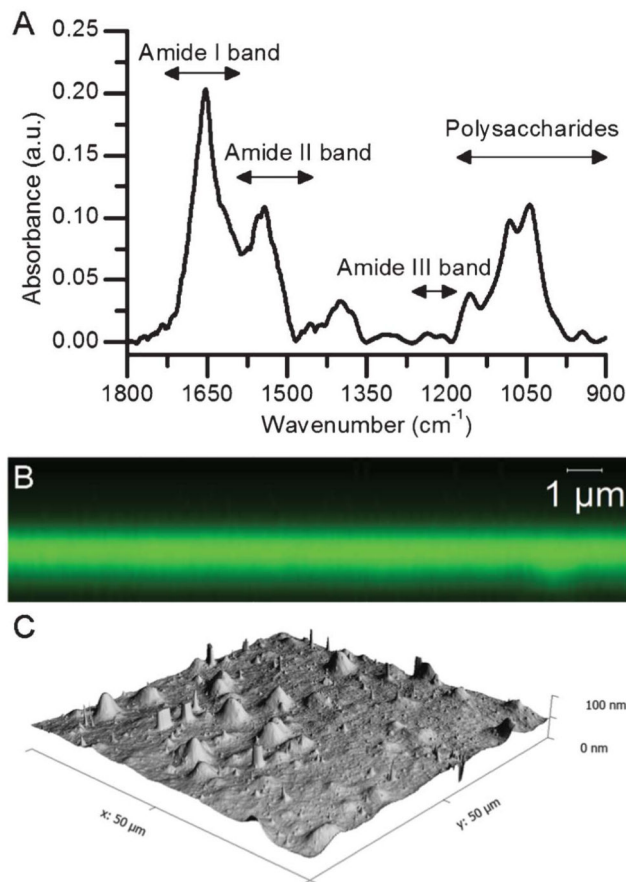 A
0.25
Amide I band
0.20
Polysaccharides
0.15
Amide II band
0.10
Amide III band
0.05
0.00
Absorbance (a.u.)
1800 1650 1500 1350 1200 1050 900
Wavenumber (cm⁻¹)
B
1 µm
C
100 nm
0 nm
x: 50 µm
y: 50 µm